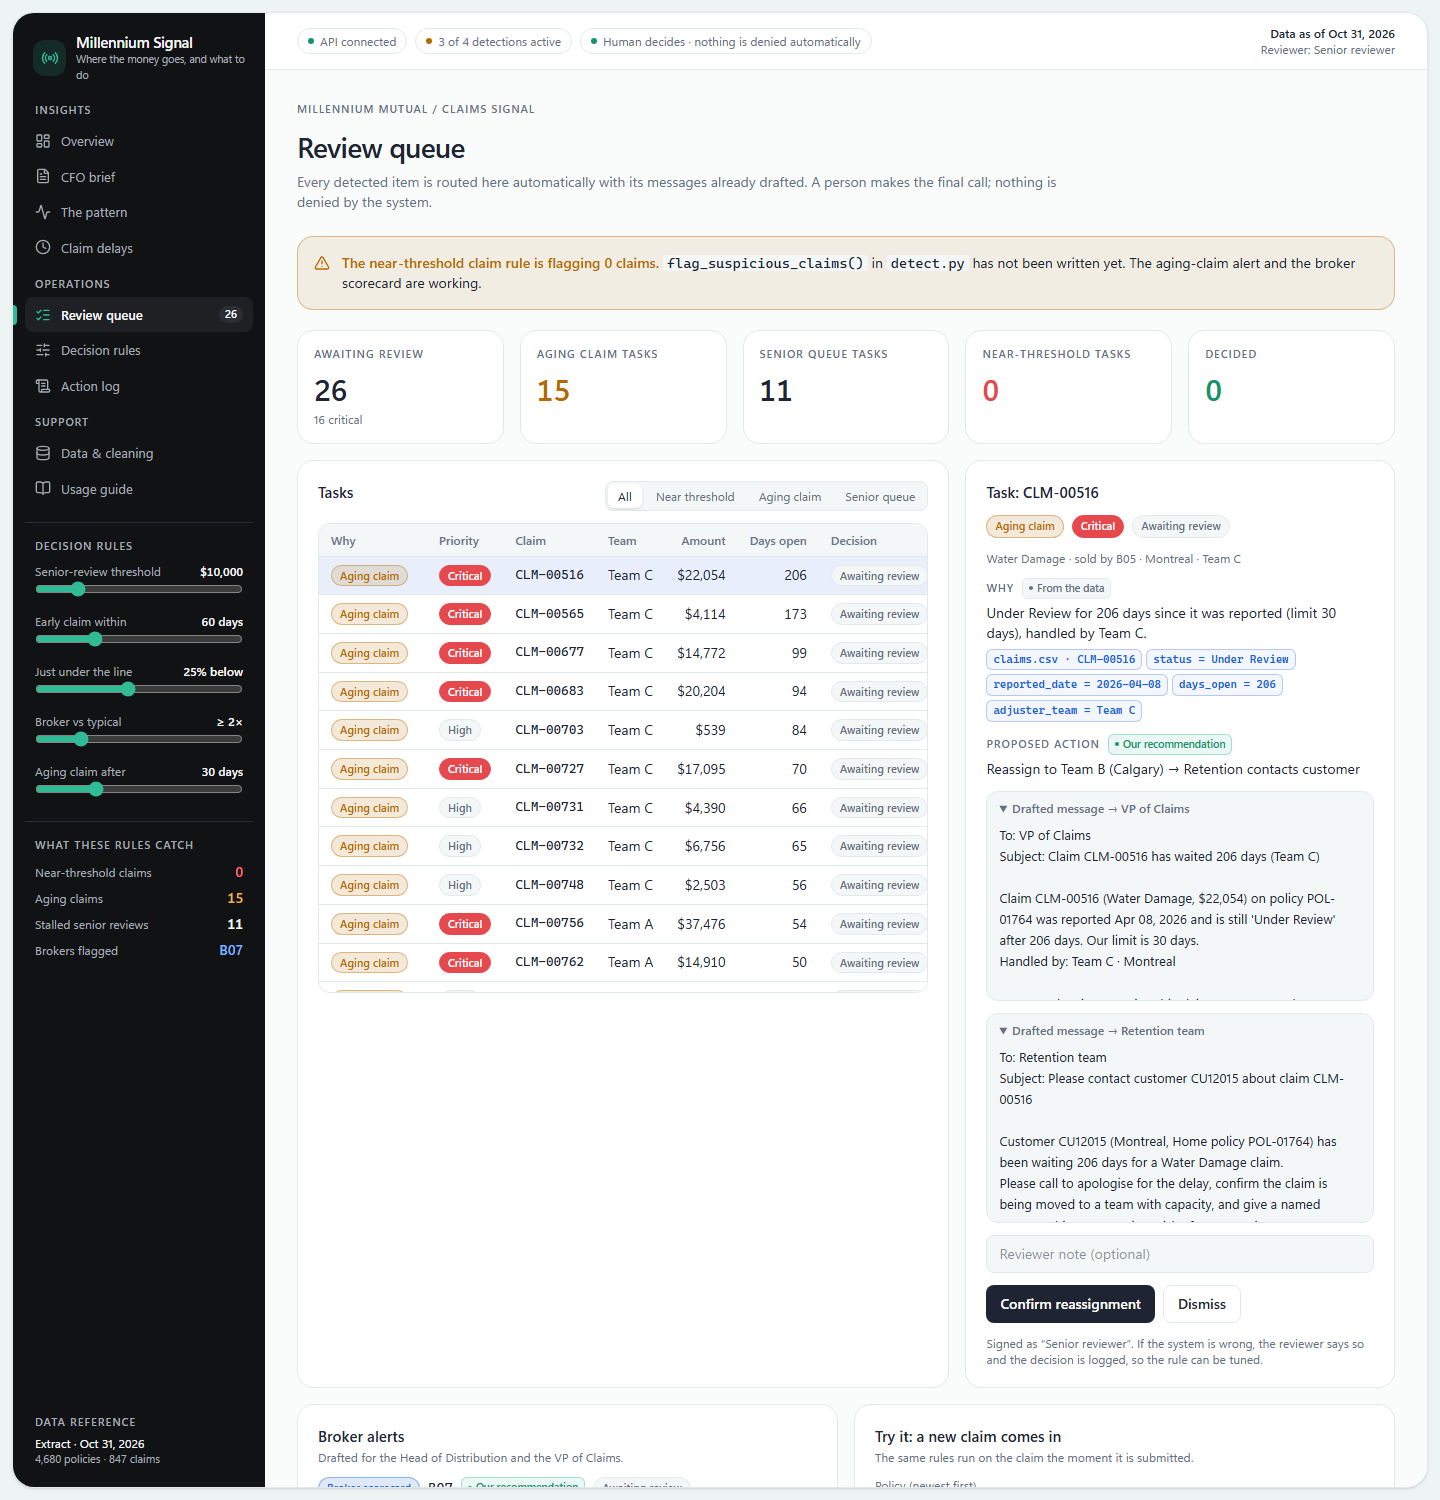 Millennium Signal
Where the money goes, and what to
do
INSIGHTS
Overview
CFO brief
The pattern
Claim delays
OPERATIONS
Review queue 26
Decision rules
Action log
SUPPORT
Data & cleaning
Usage guide
DECISION RULES
Senior-review threshold $10,000
Early claim within 60 days
Just under the line 25% below
Broker vs typical ≥ 2×
Aging claim after 30 days
WHAT THESE RULES CATCH
Near-threshold claims 0
Aging claims 15
Stalled senior reviews 11
Brokers flagged B07
DATA REFERENCE
Extract · Oct 31, 2026
4,680 policies · 847 claims
API connected
3 of 4 detections active
Human decides · nothing is denied automatically
Data as of Oct 31, 2026
Reviewer: Senior reviewer
MILLENNIUM MUTUAL / CLAIMS SIGNAL
Review queue
Every detected item is routed here automatically with its messages already drafted. A person makes the final call; nothing is
denied by the system.
The near-threshold claim rule is flagging 0 claims. flag_suspicious_claims() in detect.py has not been written yet. The aging-claim alert and the broker
scorecard are working.
AWAITING REVIEW
26
16 critical
AGING CLAIM TASKS
15
SENIOR QUEUE TASKS
11
NEAR-THRESHOLD TASKS
0
DECIDED
0
Tasks
All Near threshold Aging claim Senior queue
Why Priority Claim Team Amount Days open Decision
Aging claim Critical CLM-00516 Team C $22,054 206 Awaiting review
Aging claim Critical CLM-00565 Team C $4,114 173 Awaiting review
Aging claim Critical CLM-00677 Team C $14,772 99 Awaiting review
Aging claim Critical CLM-00683 Team C $20,204 94 Awaiting review
Aging claim High CLM-00703 Team C $539 84 Awaiting review
Aging claim Critical CLM-00727 Team C $17,095 70 Awaiting review
Aging claim High CLM-00731 Team C $4,390 66 Awaiting review
Aging claim High CLM-00732 Team C $6,756 65 Awaiting review
Aging claim High CLM-00748 Team C $2,503 56 Awaiting review
Aging claim Critical CLM-00756 Team A $37,476 54 Awaiting review
Aging claim Critical CLM-00762 Team A $14,910 50 Awaiting review
Task: CLM-00516
Aging claim Critical Awaiting review
Water Damage · sold by B05 · Montreal · Team C
WHY • From the data
Under Review for 206 days since it was reported (limit 30
days), handled by Team C.
claims.csv · CLM-00516 status = Under Review
reported_date = 2026-04-08 days_open = 206
adjuster_team = Team C
PROPOSED ACTION • Our recommendation
Reassign to Team B (Calgary) → Retention contacts customer
▼ Drafted message → VP of Claims
To: VP of Claims
Subject: Claim CLM-00516 has waited 206 days (Team C)
Claim CLM-00516 (Water Damage, $22,054) on policy POL-
01764 was reported Apr 08, 2026 and is still 'Under Review'
after 206 days. Our limit is 30 days.
Handled by: Team C · Montreal
▼ Drafted message → Retention team
To: Retention team
Subject: Please contact customer CU12015 about claim CLM-
00516
Customer CU12015 (Montreal, Home policy POL-01764) has
been waiting 206 days for a Water Damage claim.
Please call to apologise for the delay, confirm the claim is
being moved to a team with capacity, and give a named
Reviewer note (optional)
Confirm reassignment Dismiss
Signed as “Senior reviewer”. If the system is wrong, the reviewer says so
and the decision is logged, so the rule can be tuned.
Broker alerts
Drafted for the Head of Distribution and the VP of Claims.
Broker scorecard B07 • Our recommendation Awaiting review
Try it: a new claim comes in
The same rules run on the claim the moment it is submitted.
Policy (newest first)